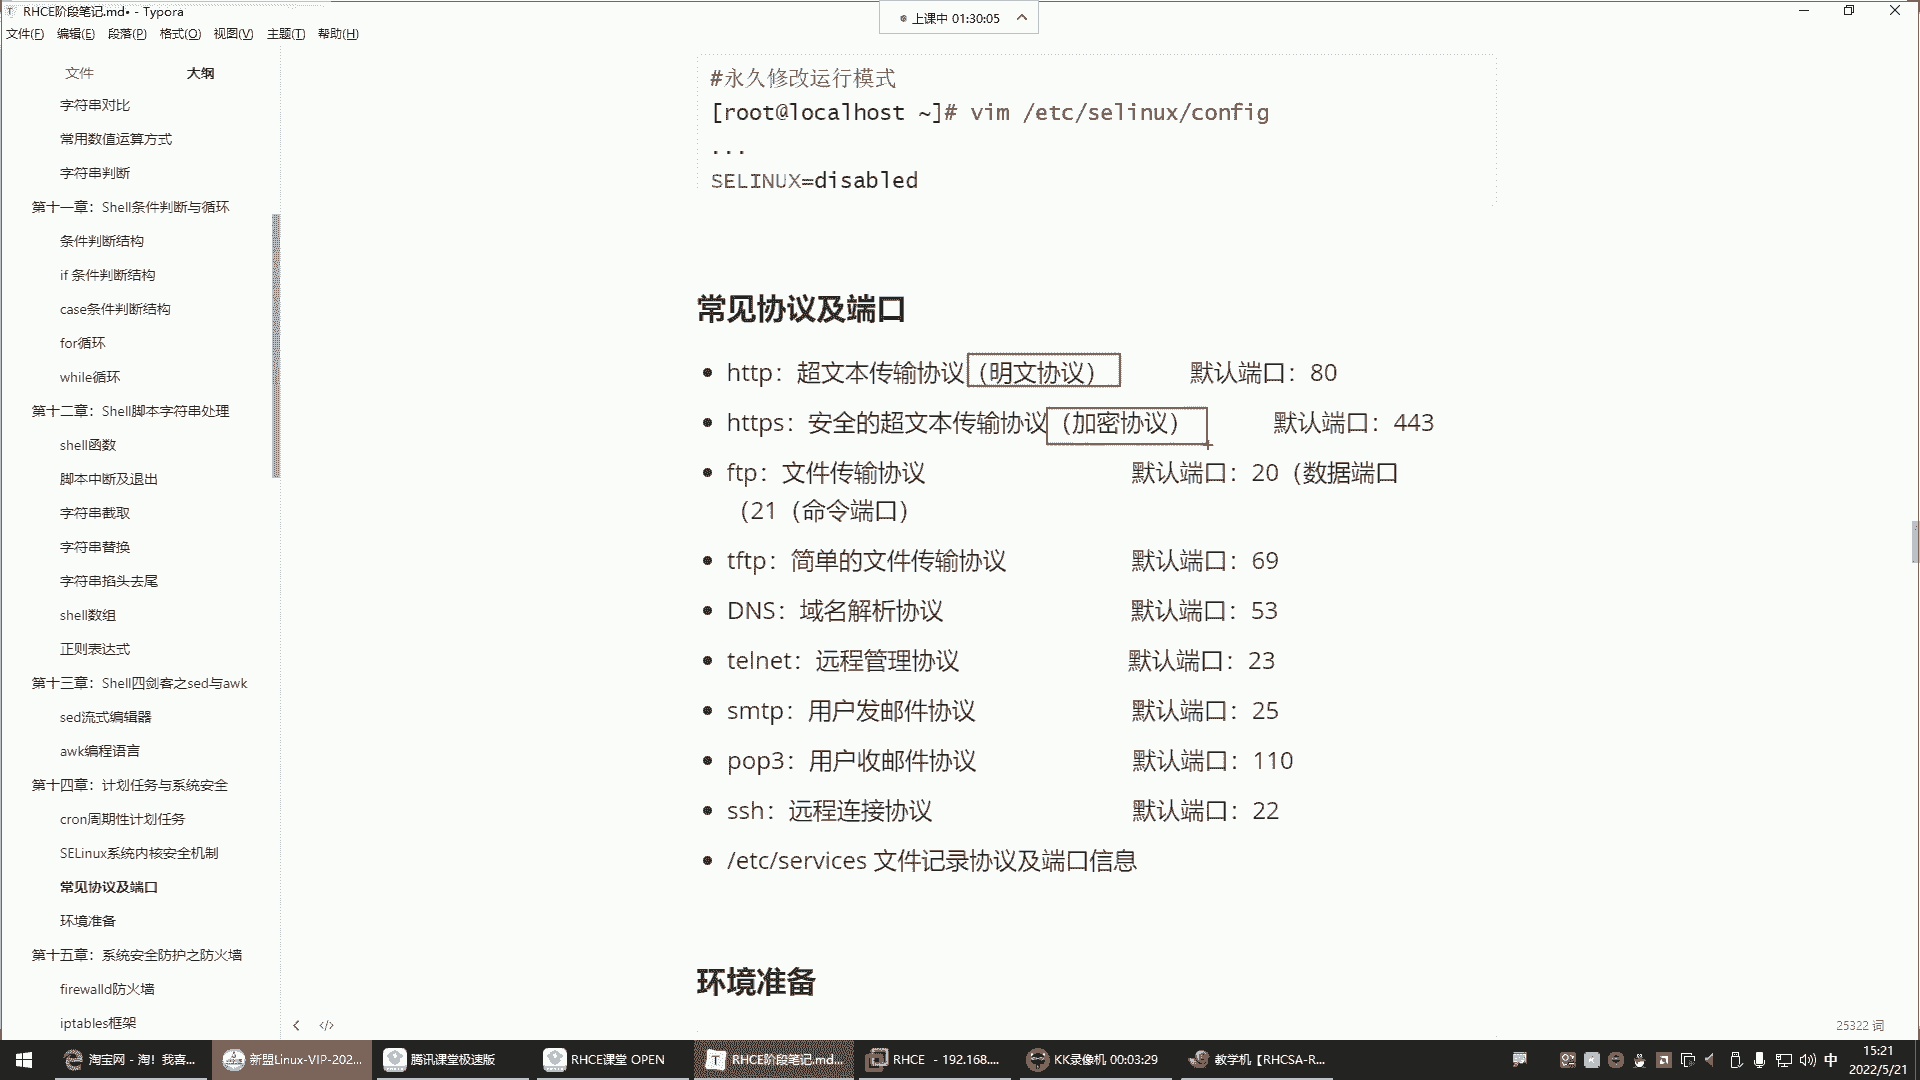 RHCE阶段笔记.md• - Typora
上课中 01:30:05
文件(F) 编辑(E) 段落(P) 格式(O) 视图(V) 主题(T) 帮助(H)
文件 大纲
字符串对比
常用数值运算方式
字符串判断
第十一章：Shell条件判断与循环
条件判断结构
if 条件判断结构
case条件判断结构
for循环
while循环
第十二章：Shell脚本字符串处理
shell函数
脚本中断及退出
字符串截取
字符串替换
字符串掐头去尾
shell数组
正则表达式
第十三章：Shell四剑客之sed与awk
sed流式编辑器
awk编程语言
第十四章：计划任务与系统安全
cron周期性计划任务
SELinux系统内核安全机制
常见协议及端口
环境准备
第十五章：系统安全防护之防火墙
firewalld防火墙
iptables框架
#永久修改运行模式
[root@localhost ~]# vim /etc/selinux/config
...
SELINUX=disabled
常见协议及端口
http：超文本传输协议（明文协议） 默认端口：80
https：安全的超文本传输协议（加密协议） 默认端口：443
ftp：文件传输协议 默认端口：20（数据端口
（21（命令端口）
tftp：简单的文件传输协议 默认端口：69
DNS：域名解析协议 默认端口：53
telnet：远程管理协议 默认端口：23
smtp：用户发邮件协议 默认端口：25
pop3：用户收邮件协议 默认端口：110
ssh：远程连接协议 默认端口：22
/etc/services 文件记录协议及端口信息
环境准备
25322 词
淘宝网 - 淘！我喜... 新盟Linux-VIP-202... 腾讯课堂极速版 RHCE课堂 OPEN RHCE阶段笔记.md... RHCE - 192.168.... KK录像机 00:03:29 教学机【RHCSA-R... 中 15:21
2022/5/21